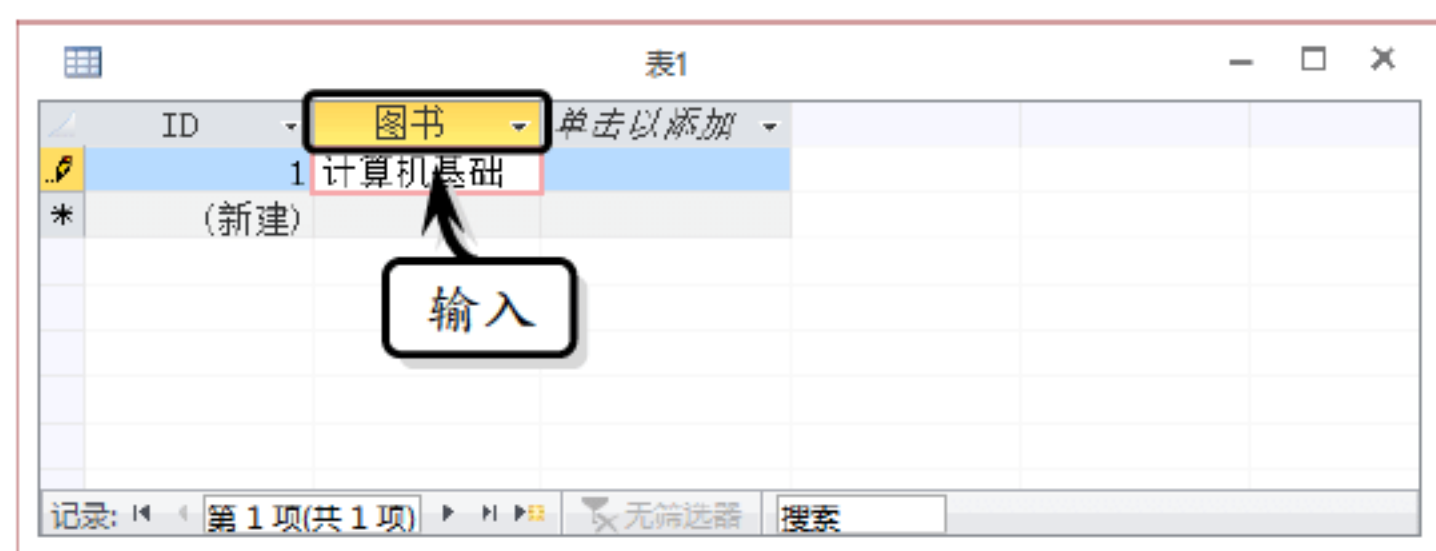 表1
ID 图书 单击以添加
1 计算机基础
* (新建)
输入
记录: 第 1 项(共 1 项) 无筛选器 搜索